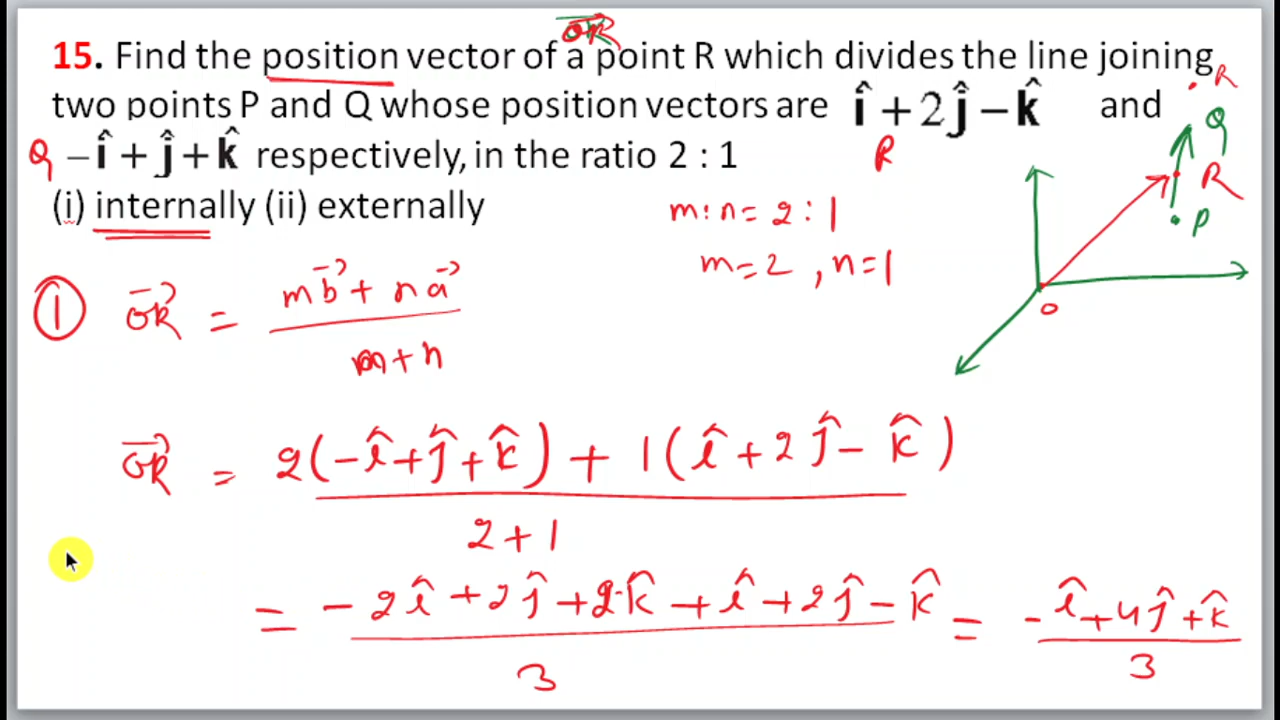 OR
15. Find the position vector of a point R which divides the line joining
two points P and Q whose position vectors are î + 2ĵ − k̂ and
Q −î + ĵ + k̂ respectively, in the ratio 2 : 1
(i) internally (ii) externally
R
Q
R
R
P
O
m:n = 2 : 1
m=2 , n=1
① OR⃗ = (m b⃗ + n a⃗) / (m+n)
OR⃗ = (2(-î+ĵ+k̂) + 1(î+2ĵ-k̂)) / (2+1)
= (-2î+2ĵ+2k̂+î+2ĵ-k̂) / 3 = (-î+4ĵ+k̂) / 3